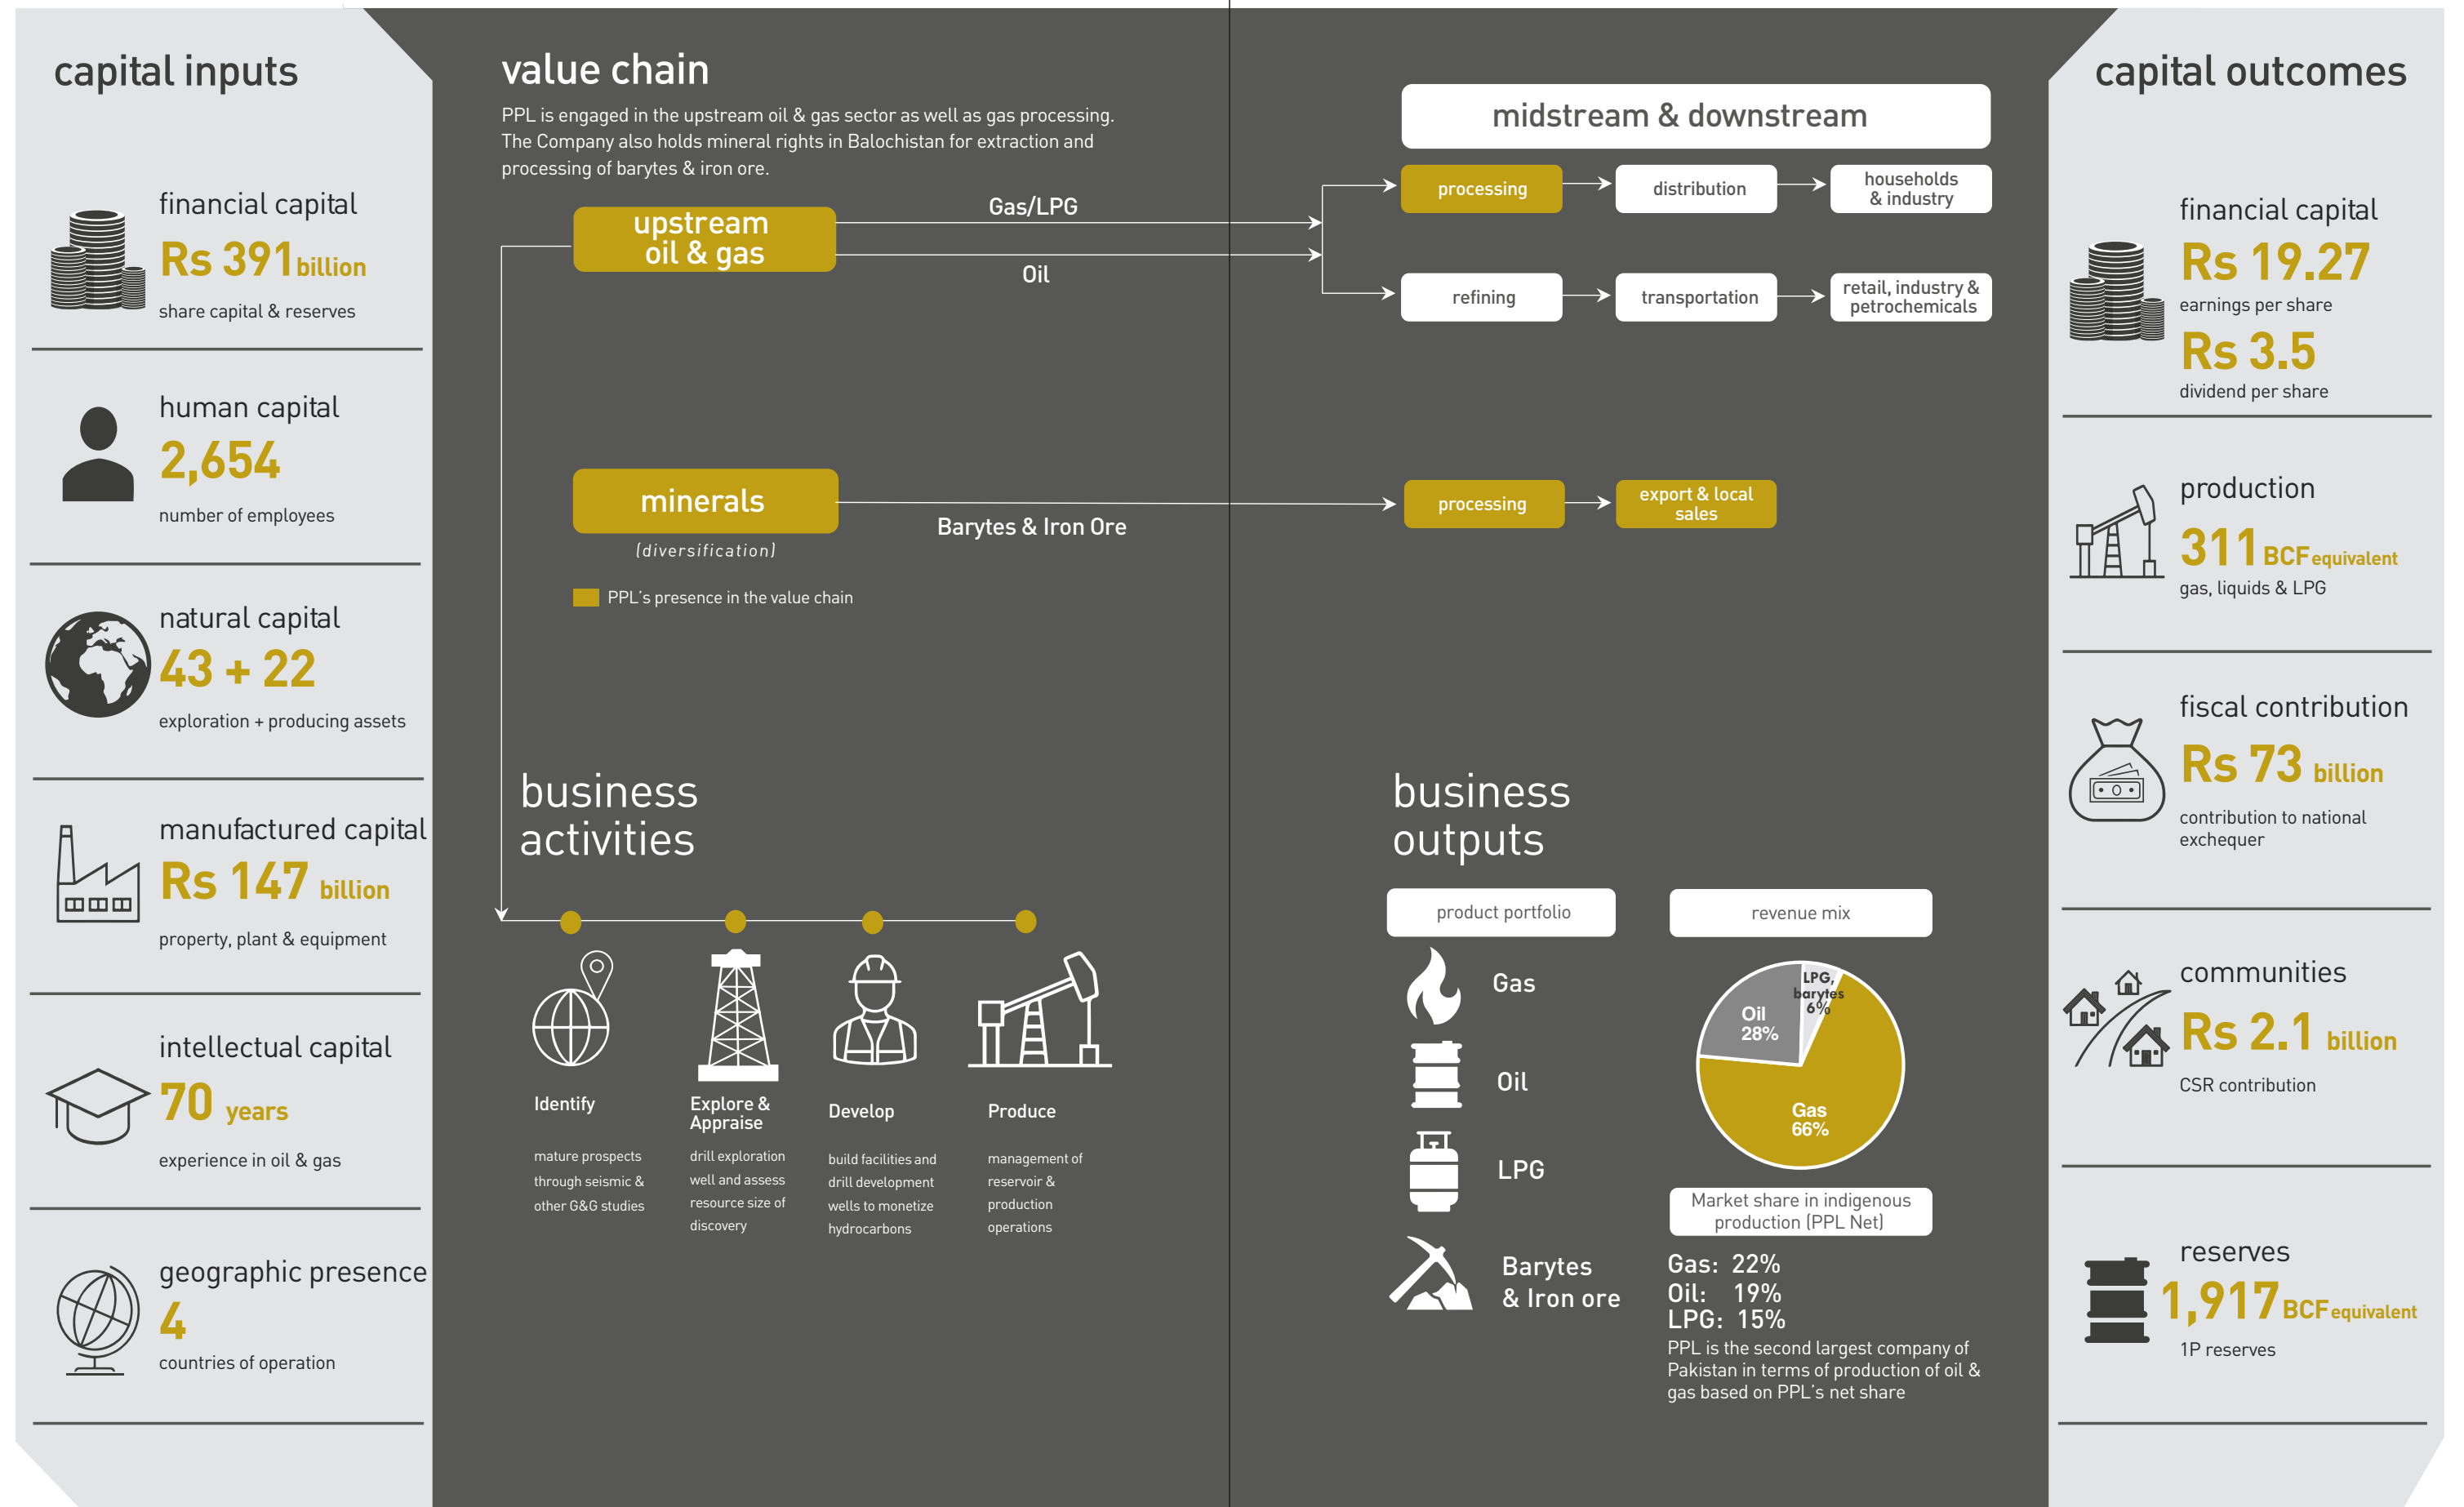 capital inputs
financial capital
Rs 391 billion
share capital & reserves
human capital
2,654
number of employees
natural capital
43 + 22
exploration + producing assets
manufactured capital
Rs 147 billion
property, plant & equipment
intellectual capital
70 years
experience in oil & gas
geographic presence
4
countries of operation
value chain
PPL is engaged in the upstream oil & gas sector as well as gas processing.
The Company also holds mineral rights in Balochistan for extraction and
processing of barytes & iron ore.
upstream
oil & gas
Gas/LPG
Oil
midstream & downstream
processing
distribution
households
& industry
refining
transportation
retail, industry &
petrochemicals
minerals
(diversification)
Barytes & Iron Ore
processing
export & local
sales
PPL's presence in the value chain
business
activities
Identify
mature prospects
through seismic &
other G&G studies
Explore &
Appraise
drill exploration
well and assess
resource size of
discovery
Develop
build facilities and
drill development
wells to monetize
hydrocarbons
Produce
management of
reservoir &
production
operations
business
outputs
product portfolio
Gas
Oil
LPG
Barytes
& Iron ore
revenue mix
LPG,
barytes
6%
Oil
28%
Gas
66%
Market share in indigenous
production (PPL Net)
Gas: 22%
Oil: 19%
LPG: 15%
PPL is the second largest company of
Pakistan in terms of production of oil &
gas based on PPL's net share
capital outcomes
financial capital
Rs 19.27
earnings per share
Rs 3.5
dividend per share
production
311 BCF equivalent
gas, liquids & LPG
fiscal contribution
Rs 73 billion
contribution to national
exchequer
communities
Rs 2.1 billion
CSR contribution
reserves
1,917 BCF equivalent
1P reserves